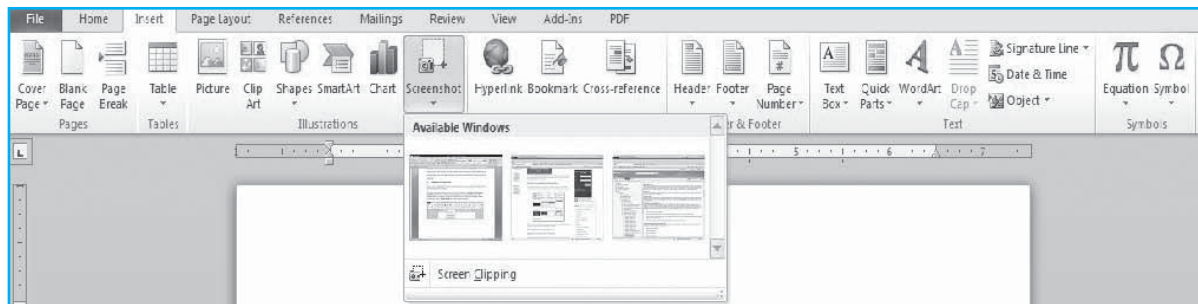 File Home Insert Page Layout References Mailings Review View Add-Ins PDF
Cover Page Blank Page Page Break Table Picture Clip Art Shapes SmartArt Chart Screenshot Hyperlink Bookmark Cross-reference Header Footer Page Number Text Box Quick Parts WordArt Drop Cap Equation Symbol
Signature Line
Date & Time
Object
Pages Tables Illustrations r & Footer Text Symbols
Available Windows
5 6 7
Screen Clipping